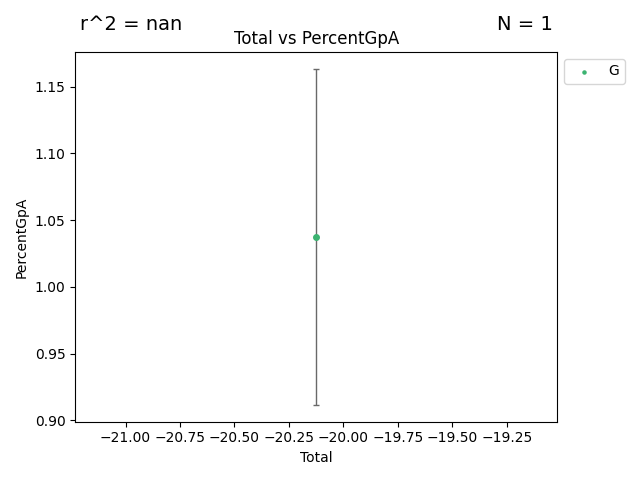 r^2 = nan
N = 1
Total vs PercentGpA
G
PercentGpA
1.15
1.10
1.05
1.00
0.95
0.90
−21.00 −20.75 −20.50 −20.25 −20.00 −19.75 −19.50 −19.25
Total